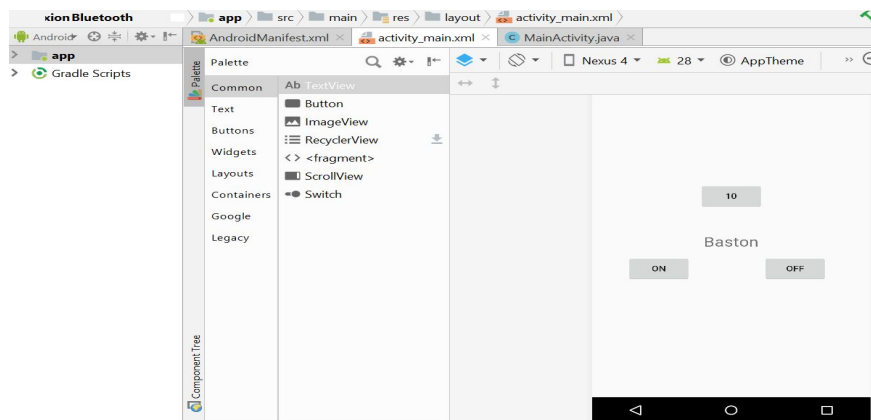 xion Bluetooth
app src main res layout activity_main.xml
Android
AndroidManifest.xml activity_main.xml MainActivity.java
app
Gradle Scripts
Palette
Palette
Nexus 4 28 AppTheme
Common
Text
Buttons
Widgets
Layouts
Containers
Google
Legacy
Ab TextView
Button
ImageView
RecyclerView
<fragment>
ScrollView
Switch
10
Baston
ON OFF
Component Tree